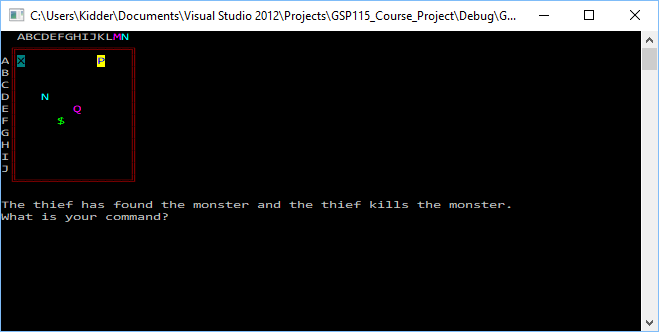 C:\Users\Kidder\Documents\Visual Studio 2012\Projects\GSP115_Course_Project\Debug\G...
ABCDEFGHIJKLMN
A X P
B
C
D N
E Q
F $
G
H
I
J
The thief has found the monster and the thief kills the monster.
What is your command?